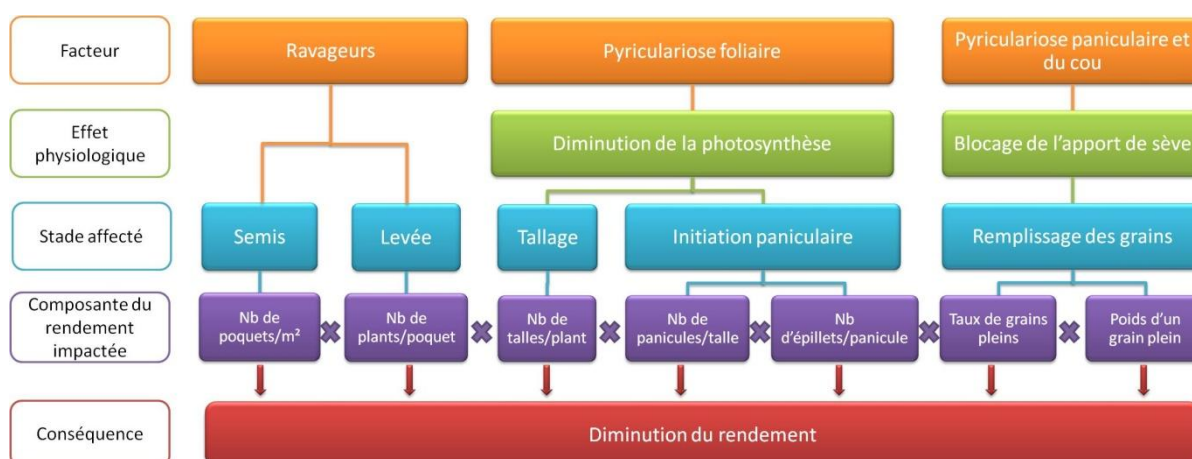 Facteur
Ravageurs
Pyriculariose foliaire
Pyriculariose paniculaire et
du cou
Effet
physiologique
Diminution de la photosynthèse
Blocage de l'apport de sève
Stade affecté
Semis
Levée
Tallage
Initiation paniculaire
Remplissage des grains
Composante du
rendement
impactée
Nb de
poquets/m²
Nb de
plants/poquet
Nb de
talles/plant
Nb de
panicules/talle
Nb
d'épillets/panicule
Taux de grains
pleins
Poids d'un
grain plein
Conséquence
Diminution du rendement